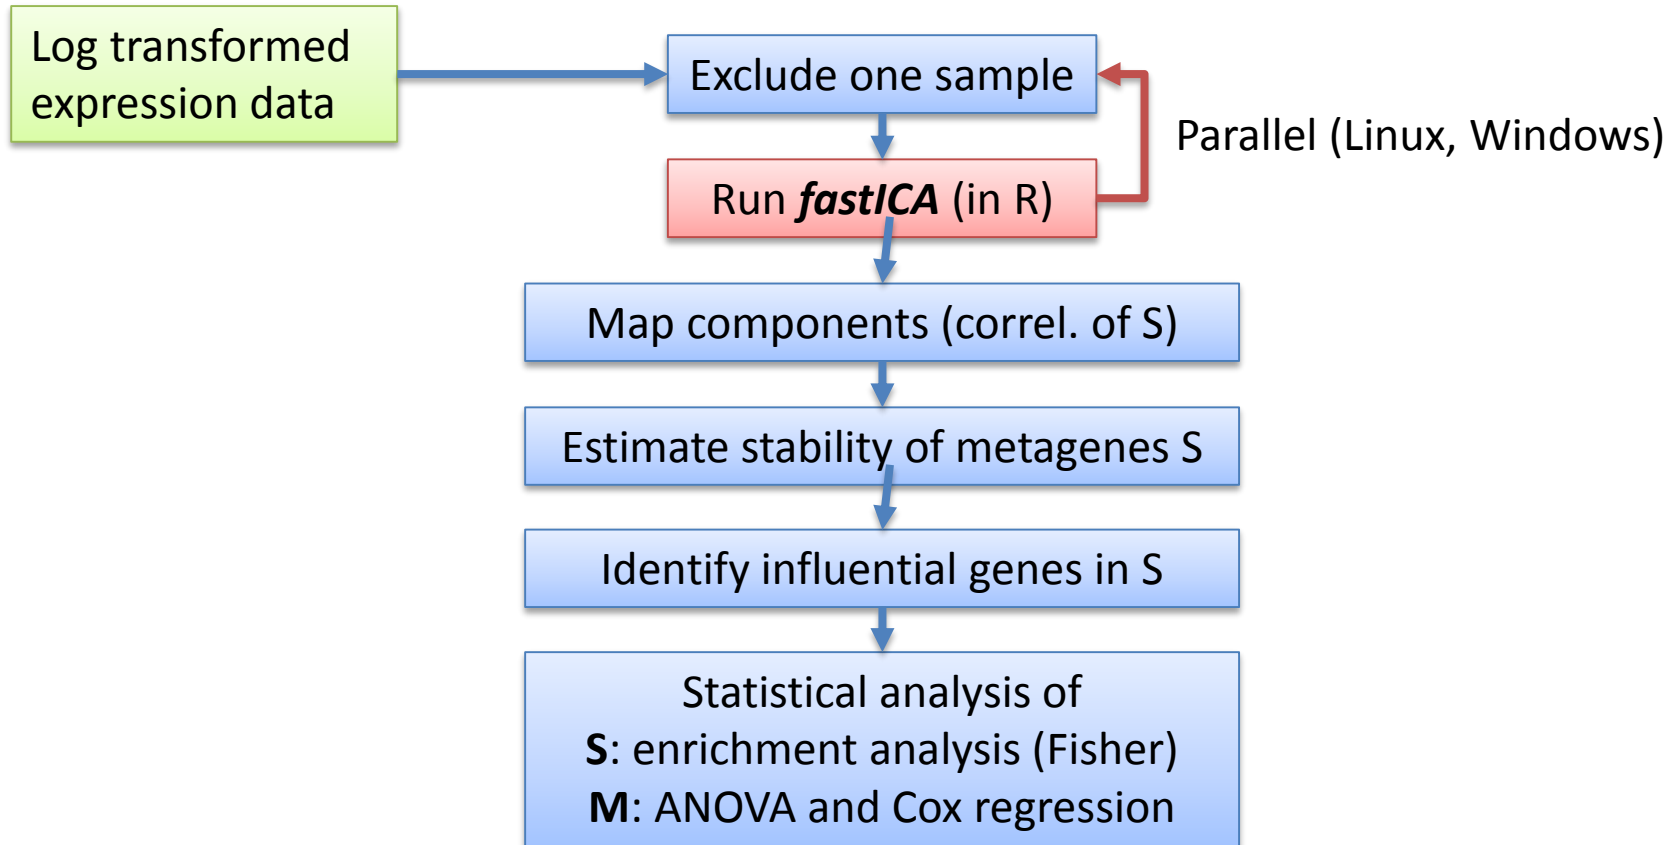 Log transformed
expression data
Exclude one sample
Parallel (Linux, Windows)
Run fastICA (in R)
Map components (correl. of S)
Estimate stability of metagenes S
Identify influential genes in S
Statistical analysis of
S: enrichment analysis (Fisher)
M: ANOVA and Cox regression